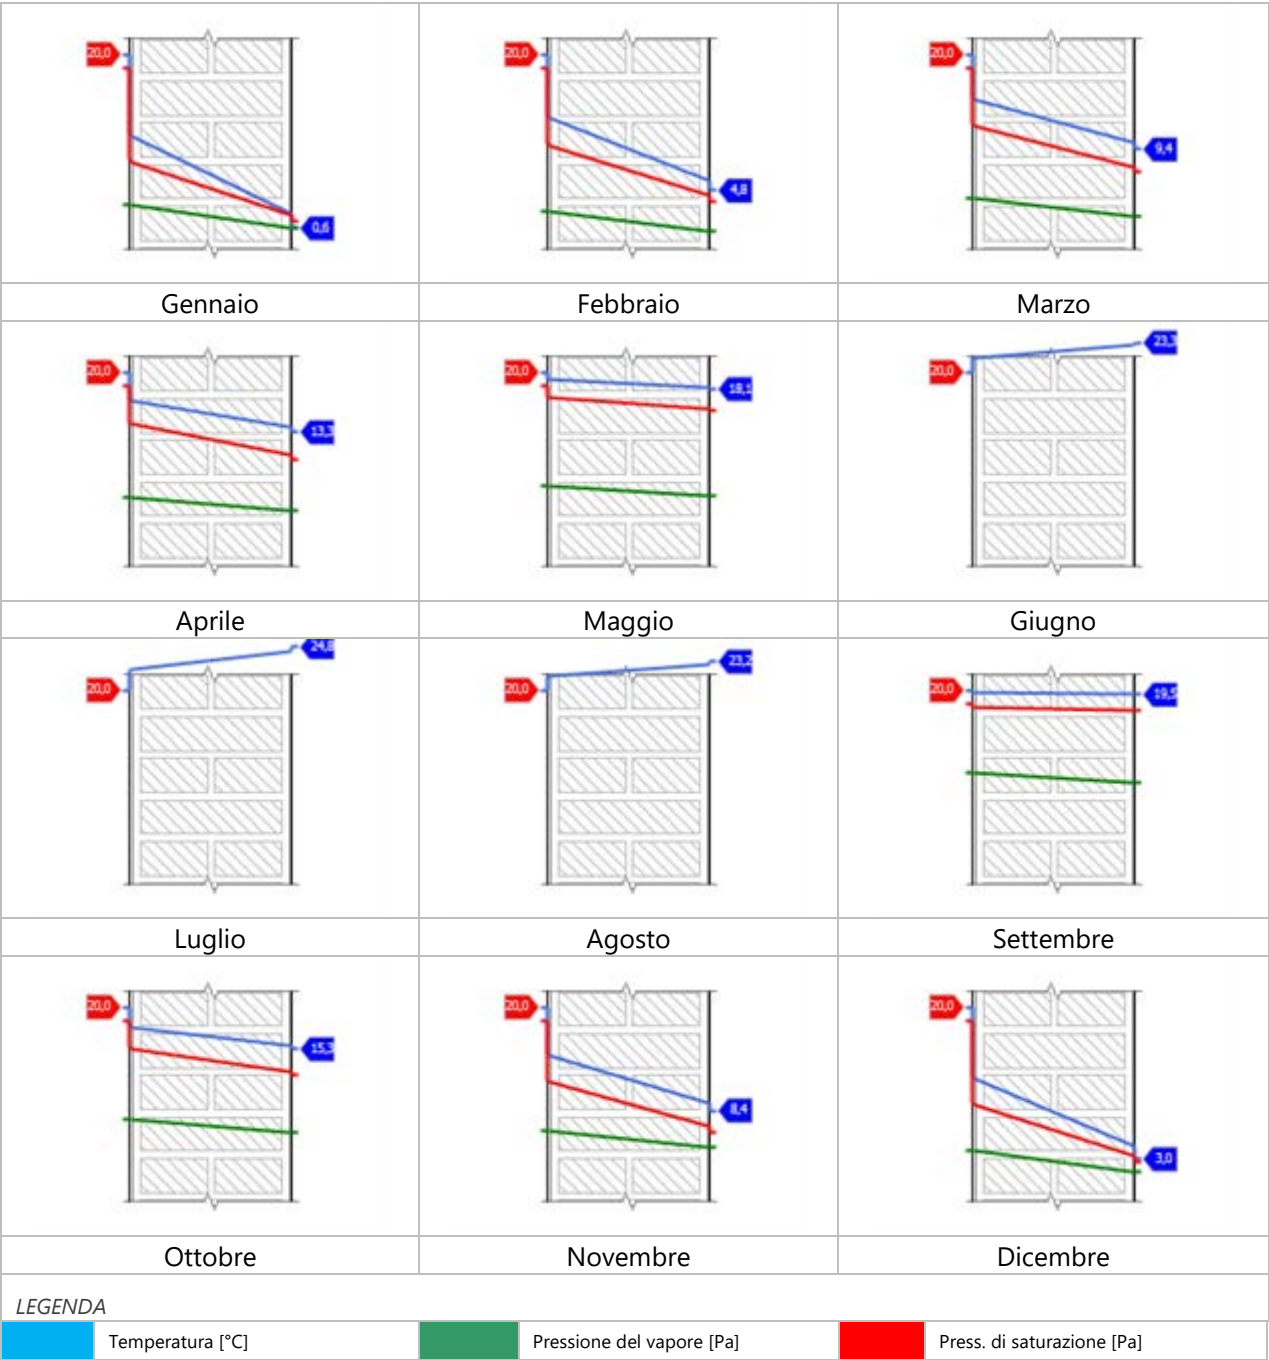 20,0
0,6
20,0
4,8
20,0
9,4
Gennaio
Febbraio
Marzo
20,0
13,3
20,0
18,1
20,0
23,3
Aprile
Maggio
Giugno
20,0
24,8
20,0
23,2
20,0
19,5
Luglio
Agosto
Settembre
20,0
15,3
20,0
8,4
20,0
3,0
Ottobre
Novembre
Dicembre
LEGENDA
Temperatura [°C]
Pressione del vapore [Pa]
Press. di saturazione [Pa]